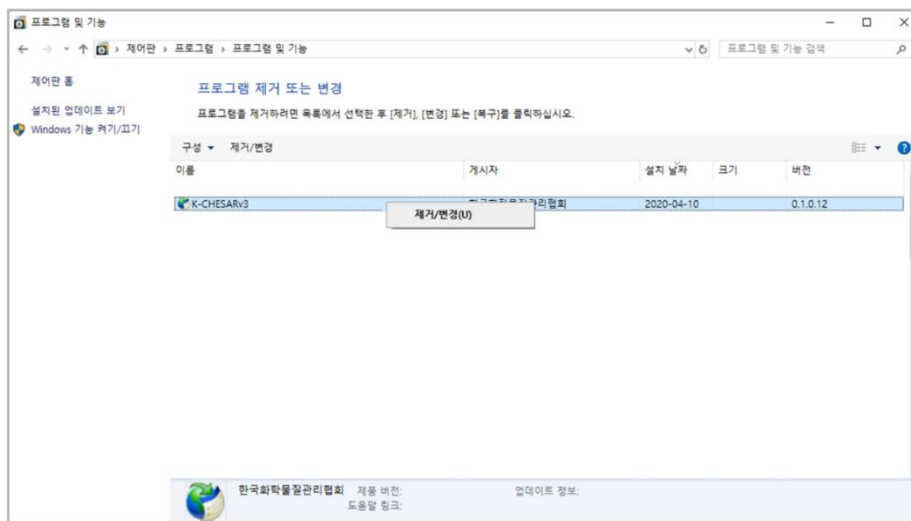 프로그램 및 기능
제어판 › 프로그램 › 프로그램 및 기능
프로그램 및 기능 검색
제어판 홈
설치된 업데이트 보기
Windows 기능 켜기/끄기
프로그램 제거 또는 변경
프로그램을 제거하려면 목록에서 선택한 후 [제거], [변경] 또는 [복구]를 클릭하십시오.
구성 제거/변경
이름 게시자 설치 날짜 크기 버전
K-CHESARv3 2020-04-10 0.1.0.12
제거/변경(U)
한국화학물질관리협회 제품 버전: 업데이트 정보:
도움말 링크: